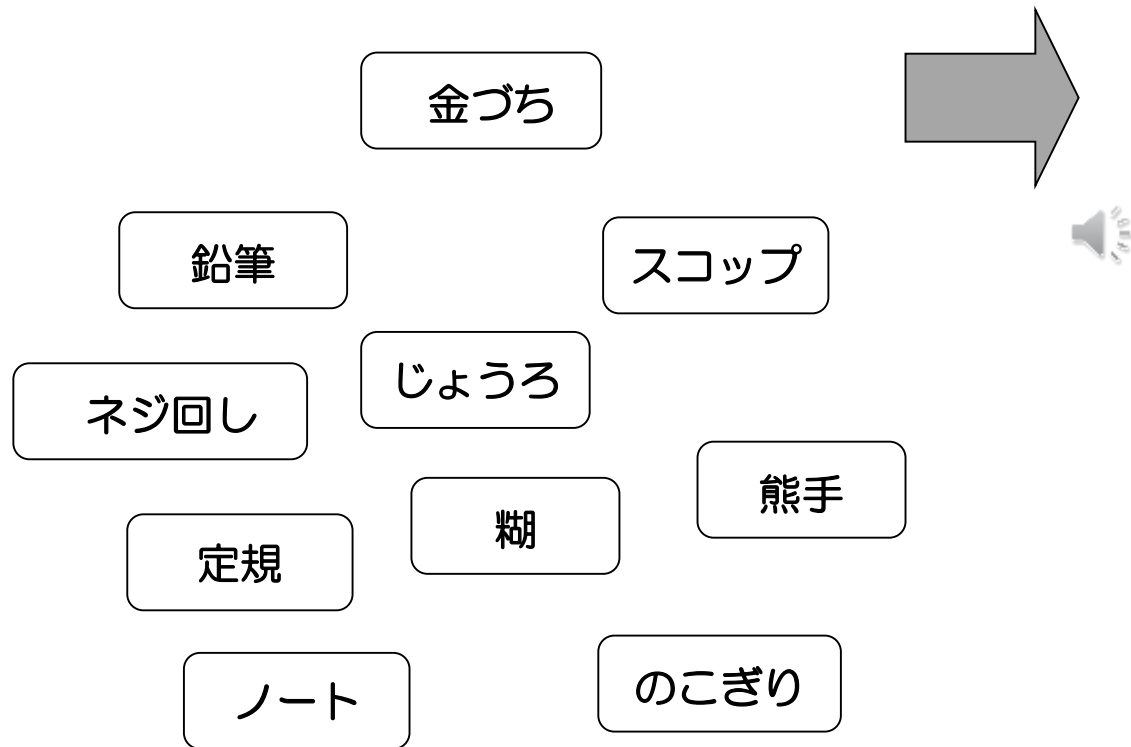 金づち
鉛筆
スコップ
じょうろ
ネジ回し
熊手
糊
定規
のこぎり
ノート